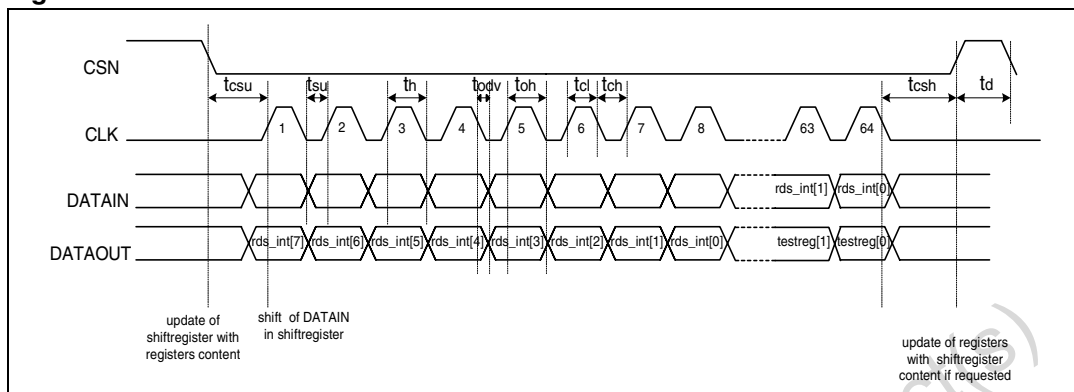 CSN
tcsu
tsu
th
todv
toh
tcl
tch
tcsh
td
CLK
1
2
3
4
5
6
7
8
63
64
DATAIN
rds_int[1]
rds_int[0]
DATAOUT
rds_int[7]
rds_int[6]
rds_int[5]
rds_int[4]
rds_int[3]
rds_int[2]
rds_int[1]
rds_int[0]
testreg[1]
testreg[0]
update of
shiftregister with
registers content
shift of DATAIN
in shiftregister
update of registers
with shiftregister
content if requested